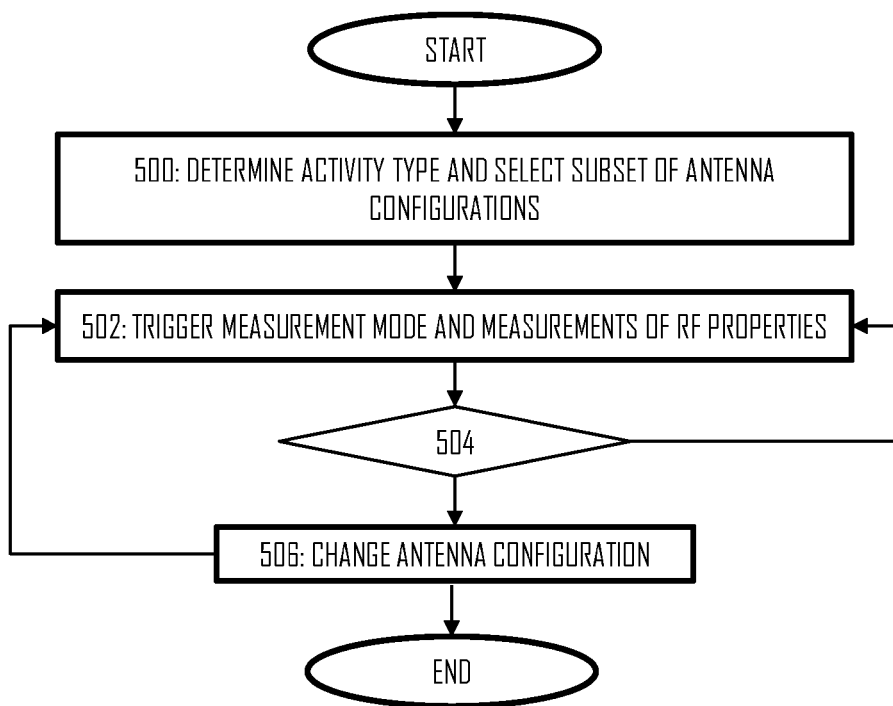 START
500: DETERMINE ACTIVITY TYPE AND SELECT SUBSET OF ANTENNA
CONFIGURATIONS
502: TRIGGER MEASUREMENT MODE AND MEASUREMENTS OF RF PROPERTIES
504
506: CHANGE ANTENNA CONFIGURATION
END